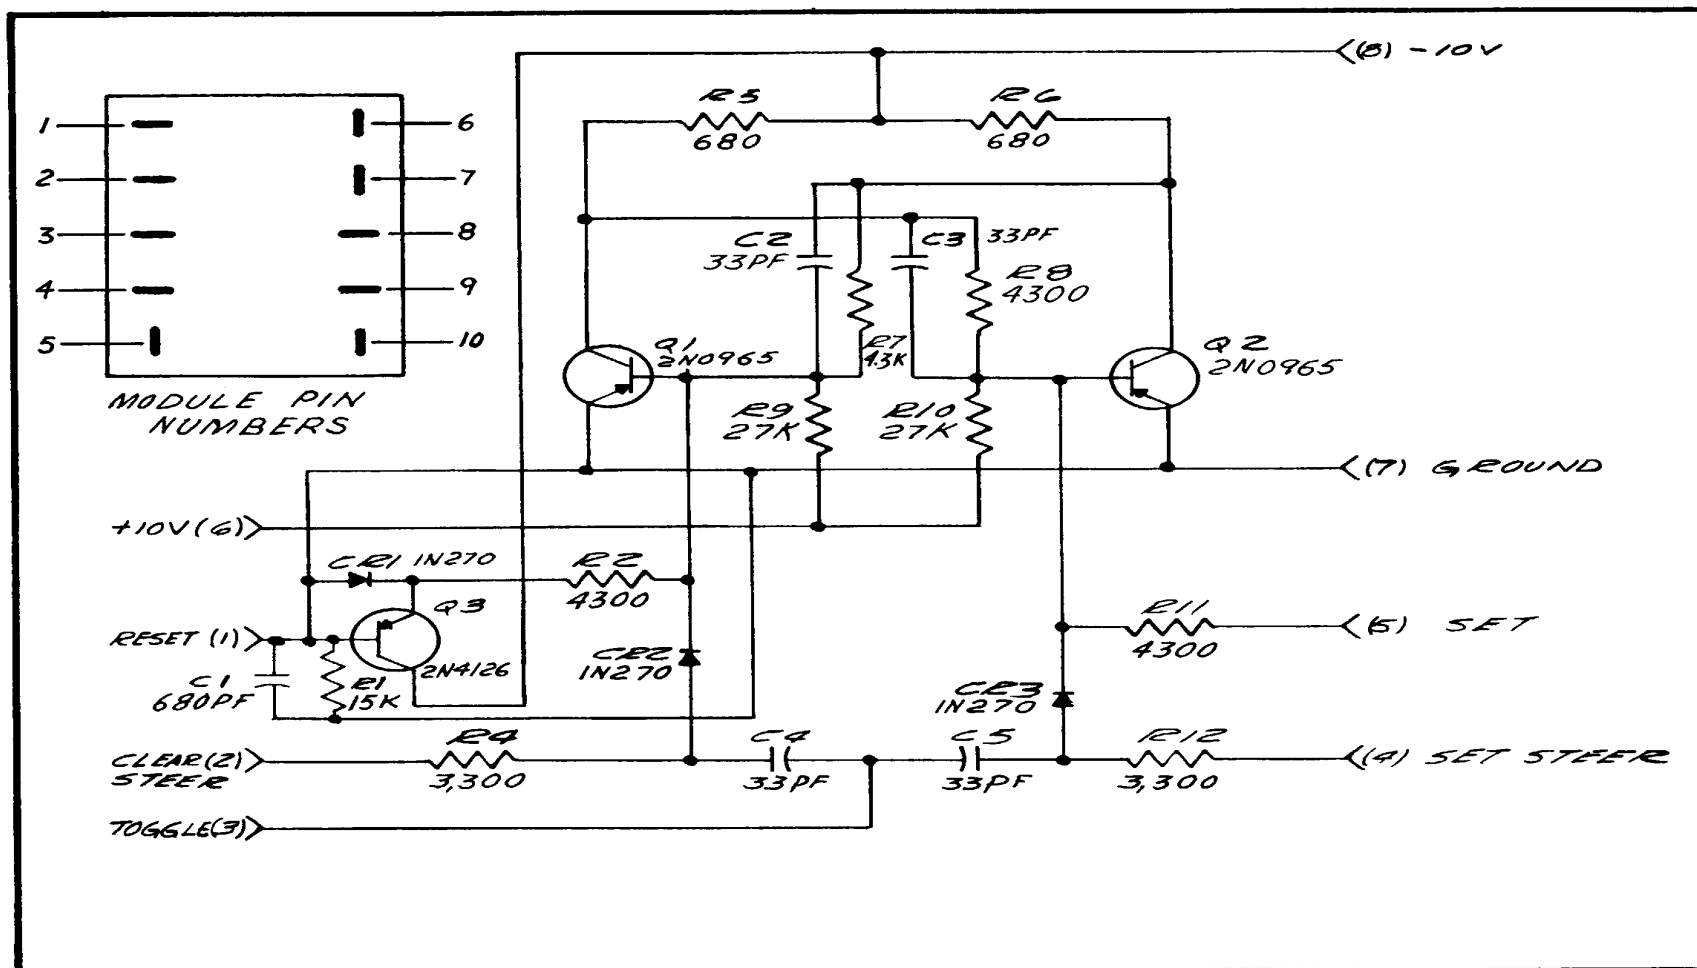 (8) -10V
R5
680
R6
680
1
2
3
4
5
6
7
8
9
10
MODULE PIN
NUMBERS
C2
33PF
C3
33PF
R8
4300
R7
4.3K
Q1
2N0965
Q2
2N0965
R9
27K
R10
27K
(7) GROUND
+10V (6)
CR1 1N270
R2
4300
Q3
2N4126
RESET (1)
C1
680PF
R1
15K
CR2
1N270
R11
4300
(5) SET
CR3
1N270
CLEAR (2)
STEER
R4
3,300
C4
33PF
C5
33PF
R12
3,300
(4) SET STEER
TOGGLE (3)